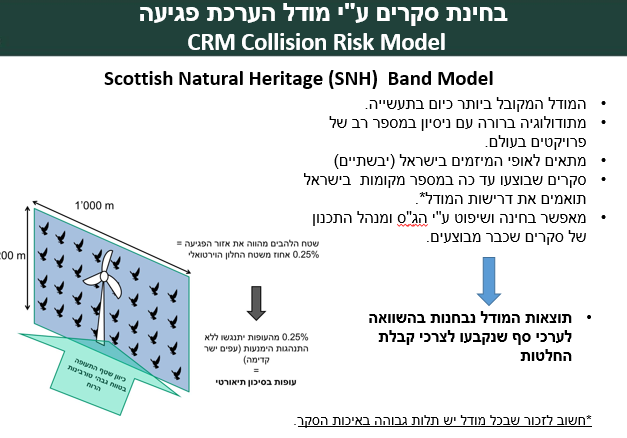 בחינת סקרים ע"י מודל הערכת פגיעה
CRM Collision Risk Model
Scottish Natural Heritage (SNH)  Band Model
• המודל המקובל ביותר כיום בתעשייה.
• מתודולוגיה ברורה עם ניסיון במספר רב של
פרויקטים בעולם.
• מתאים לאופי המיזמים בישראל (יבשתיים)
• סקרים שבוצעו עד כה במספר מקומות בישראל
תואמים את דרישות המודל*.
• מאפשר בחינה ושיפוט ע"י הג"ס ומנהל התכנון
של סקרים שכבר מבוצעים.
• תוצאות המודל נבחנות בהשוואה
לערכי סף שנקבעו לצרכי קבלת
החלטות
1'000 m
00 m
שטח הלהבים מהווה את אזור הפגיעה =
0.25% אחוז משטח החלון הוירטואלי
0.25% מהעופות יתנגשו ללא
התנהגות הימנעות (עפים ישר
קדימה)
=
עופות בסיכון תיאורטי
כיוון שטף התעופה
בטווח גבהי טורבינות
הרוח
*חשוב לזכור שבכל מודל יש תלות גבוהה באיכות הסקר.